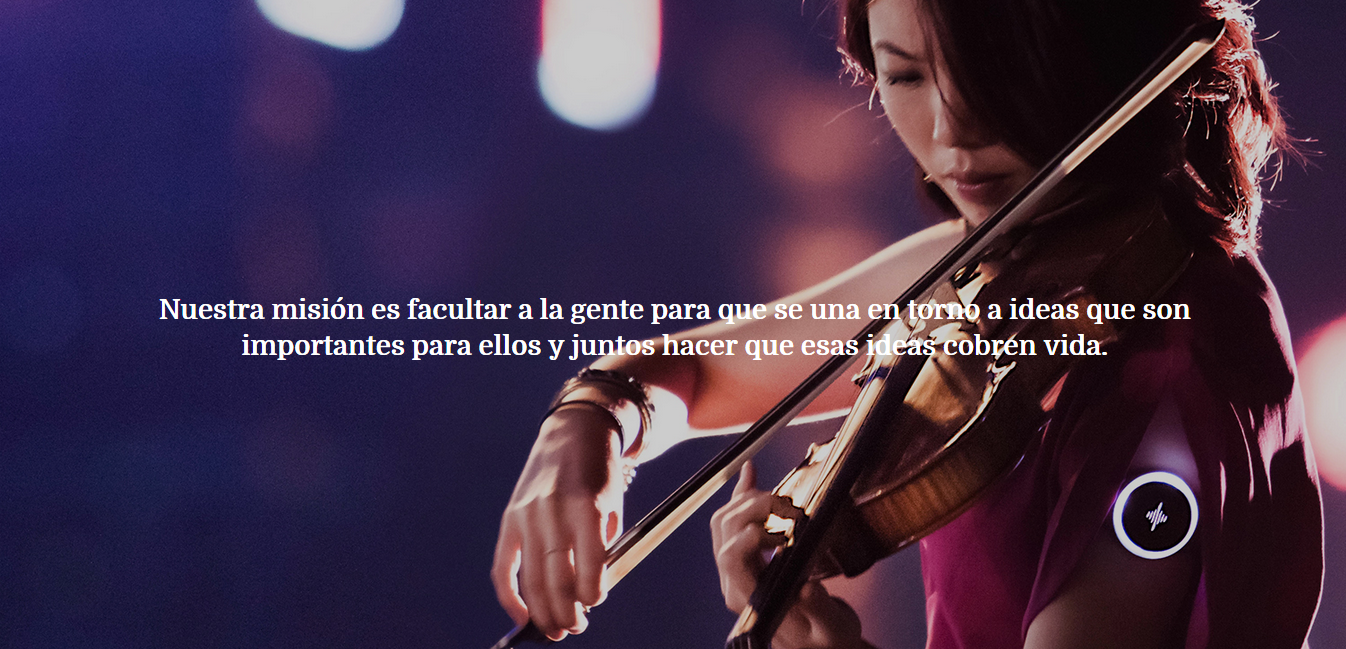 Nuestra misión es facultar a la gente para que se una en torno a ideas que son
importantes para ellos y juntos hacer que esas ideas cobren vida.